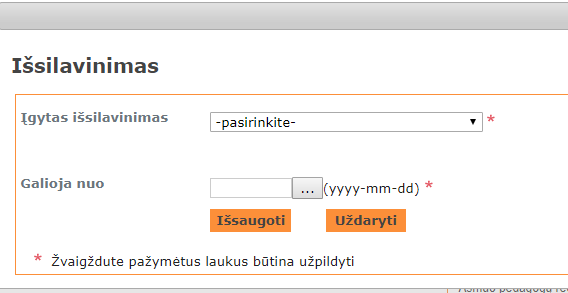 Išsilavinimas
Įgytas išsilavinimas -pasirinkite- *
Galioja nuo ... (yyyy-mm-dd) *
Išsaugoti Uždaryti
* Žvaigždute pažymėtus laukus būtina užpildyti